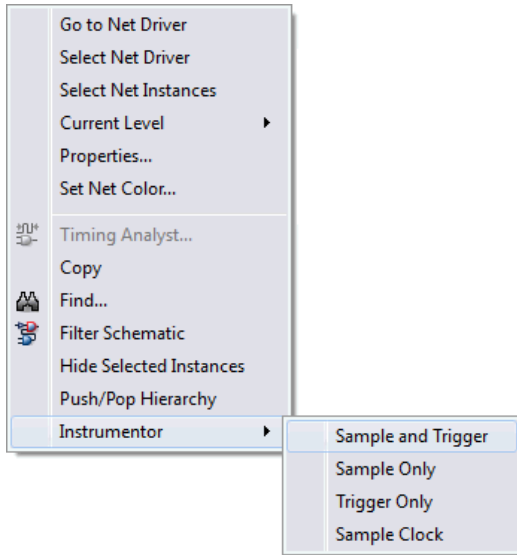 Go to Net Driver
Select Net Driver
Select Net Instances
Current Level
Properties...
Set Net Color...
Timing Analyst...
Copy
Find...
Filter Schematic
Hide Selected Instances
Push/Pop Hierarchy
Instrumentor
Sample and Trigger
Sample Only
Trigger Only
Sample Clock